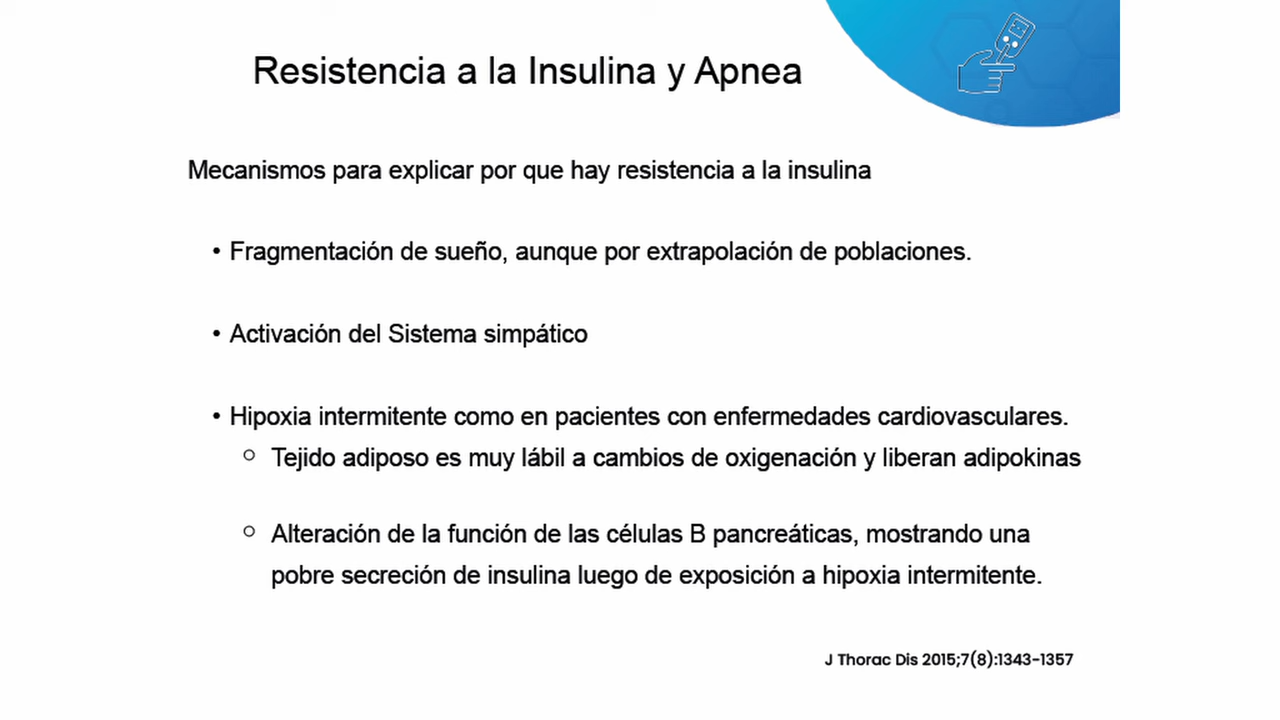 Resistencia a la Insulina y Apnea
Mecanismos para explicar por que hay resistencia a la insulina
• Fragmentación de sueño, aunque por extrapolación de poblaciones.
• Activación del Sistema simpático
• Hipoxia intermitente como en pacientes con enfermedades cardiovasculares.
○ Tejido adiposo es muy lábil a cambios de oxigenación y liberan adipokinas
○ Alteración de la función de las células B pancreáticas, mostrando una
pobre secreción de insulina luego de exposición a hipoxia intermitente.
J Thorac Dis 2015;7(8):1343-1357